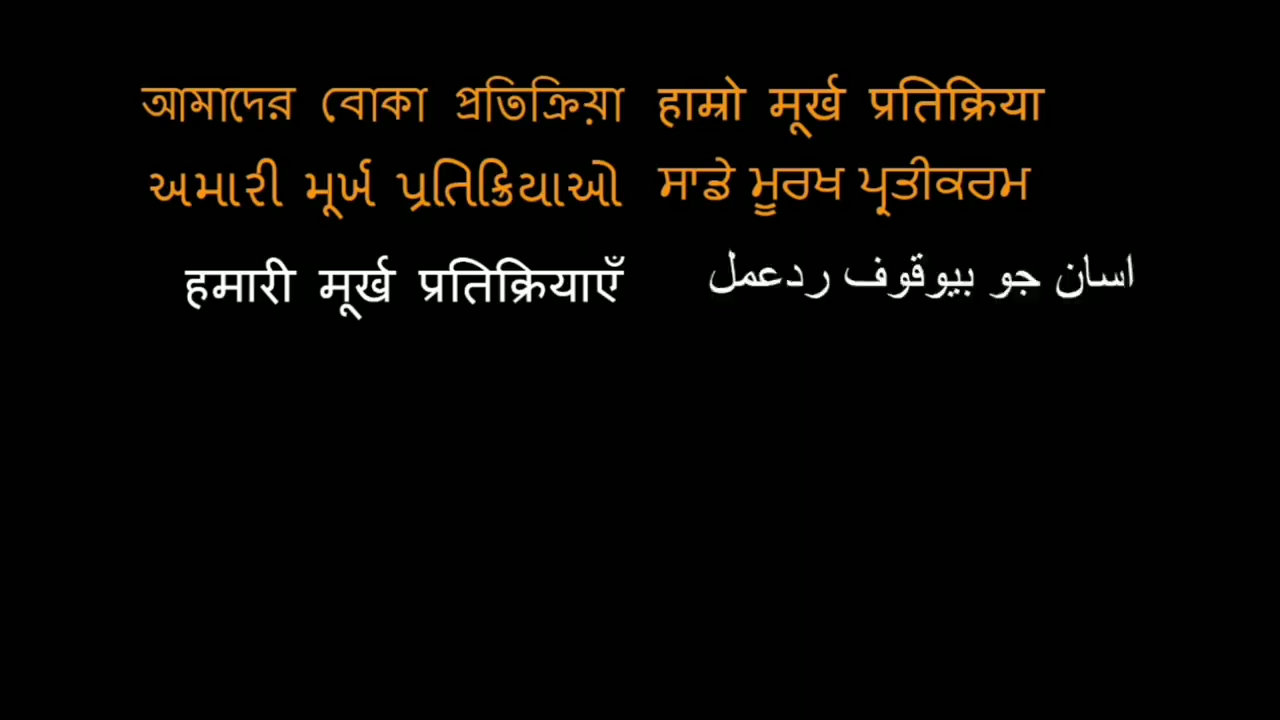 আমাদের বোকা প্রতিক্রিয়া हाम्रो मूर्ख प्रतिक्रिया
અમારી મૂર્ખ પ્રતિક્રિયાઓ ਸਾਡੇ ਮੂਰਖ ਪ੍ਰਤੀਕਰਮ
हमारी मूर्ख प्रतिक्रियाएँ اسان جو بيوقوف ردعمل